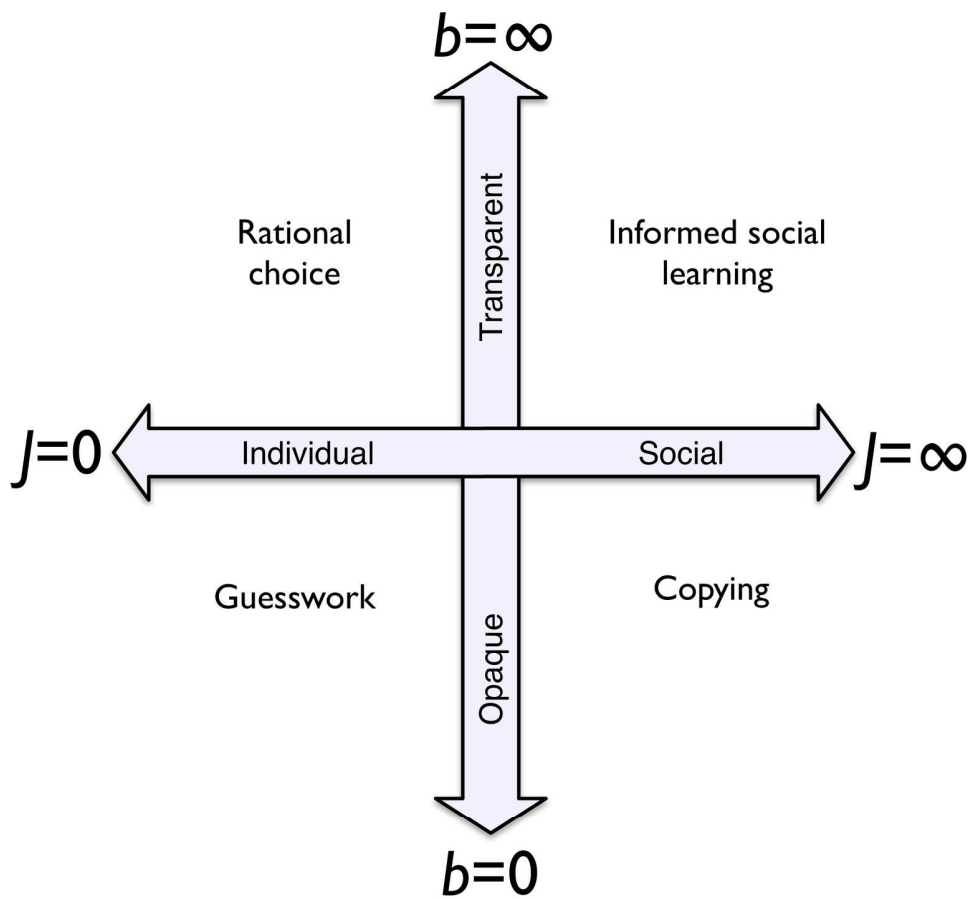 b=∞
Transparent
Rational
choice
Informed social
learning
J=0
Individual
Social
J=∞
Guesswork
Copying
Opaque
b=0